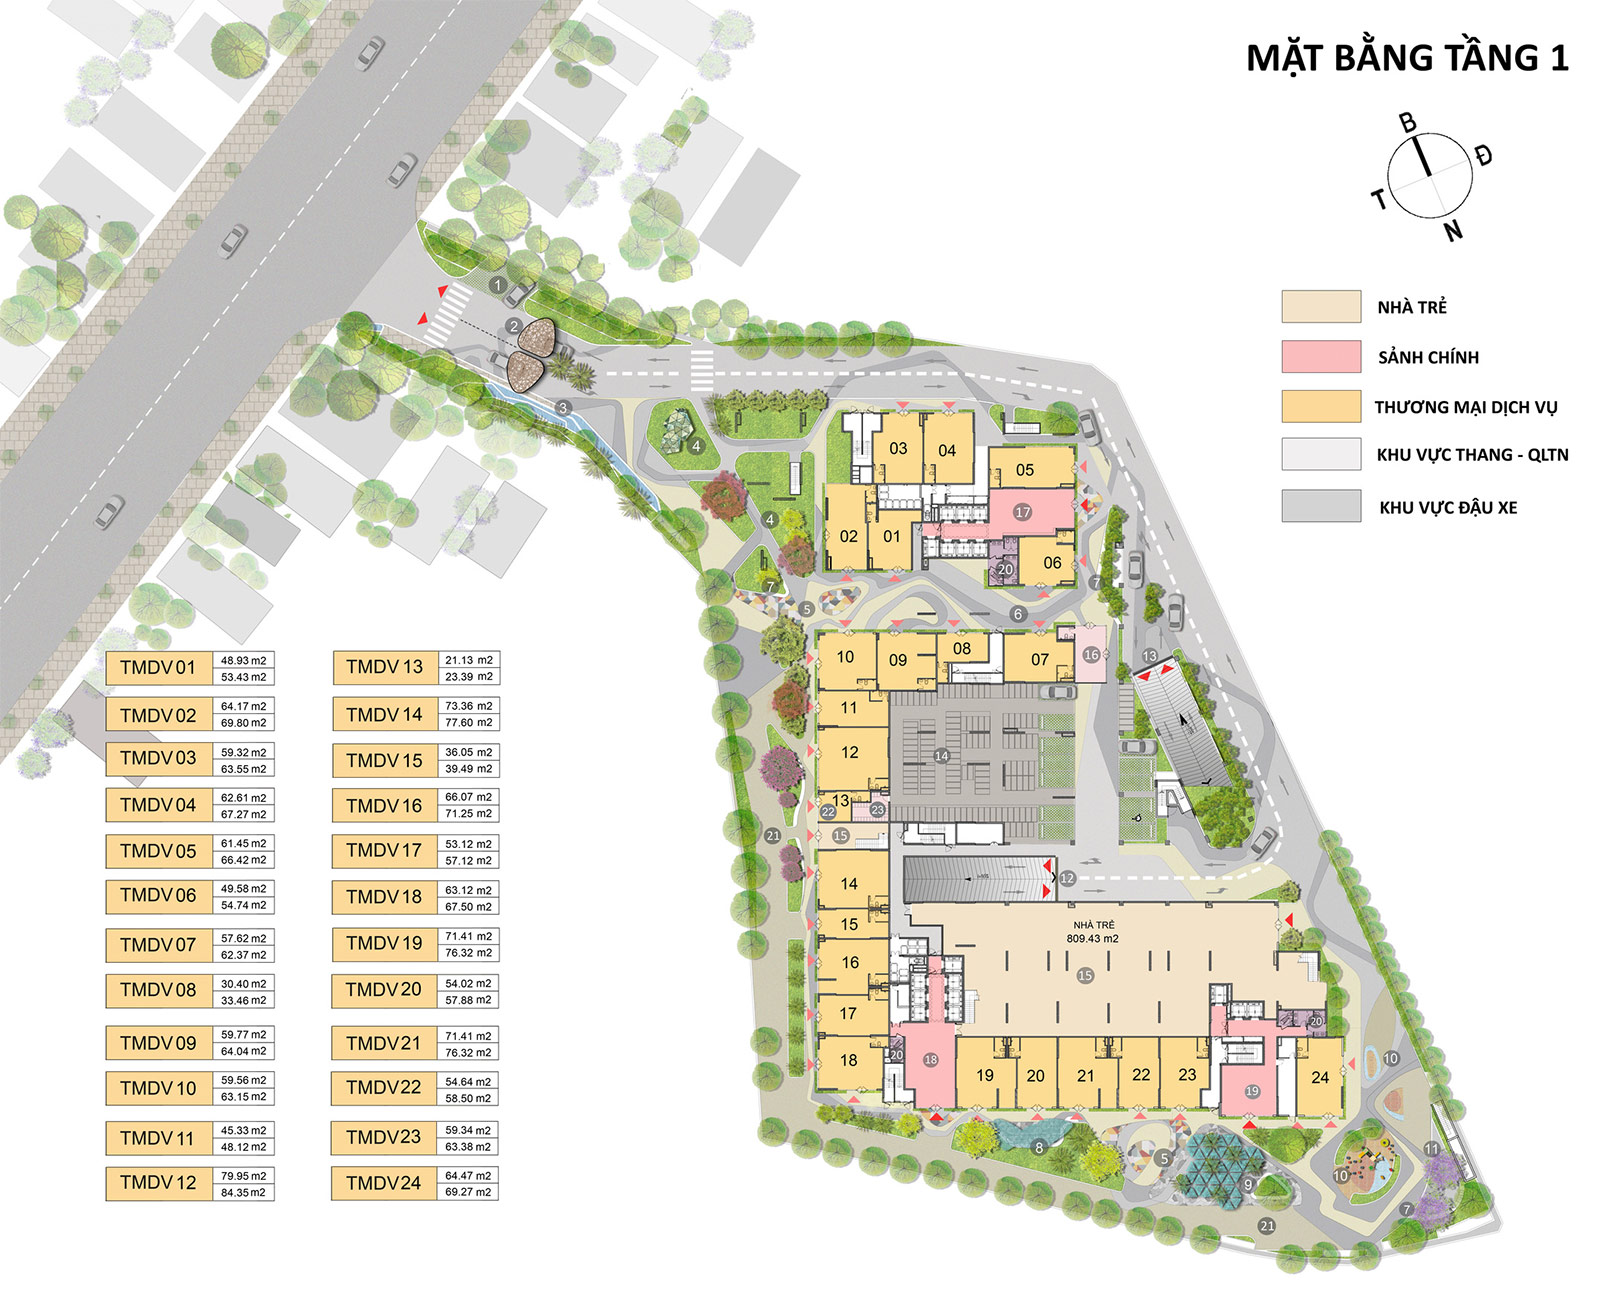 MẶT BẰNG TẦNG 1
B
Đ
T
N
NHÀ TRẺ
SẢNH CHÍNH
THƯƠNG MẠI DỊCH VỤ
KHU VỰC THANG - QLTN
KHU VỰC ĐẬU XE
TMDV 01 48.93 m2
53.43 m2
TMDV 02 64.17 m2
69.80 m2
TMDV 03 59.32 m2
63.55 m2
TMDV 04 62.61 m2
67.27 m2
TMDV 05 61.45 m2
66.42 m2
TMDV 06 49.58 m2
54.74 m2
TMDV 07 57.62 m2
62.37 m2
TMDV 08 30.40 m2
33.46 m2
TMDV 09 59.77 m2
64.04 m2
TMDV 10 59.56 m2
63.15 m2
TMDV 11 45.33 m2
48.12 m2
TMDV 12 79.95 m2
84.35 m2
TMDV 13 21.13 m2
23.39 m2
TMDV 14 73.36 m2
77.60 m2
TMDV 15 36.05 m2
39.49 m2
TMDV 16 66.07 m2
71.25 m2
TMDV 17 53.12 m2
57.12 m2
TMDV 18 63.12 m2
67.50 m2
TMDV 19 71.41 m2
76.32 m2
TMDV 20 54.02 m2
57.88 m2
TMDV 21 71.41 m2
76.32 m2
TMDV 22 54.64 m2
58.50 m2
TMDV 23 59.34 m2
63.38 m2
TMDV 24 64.47 m2
69.27 m2
1
2
3
4
4
03
04
05
17
02
01
20
06
7
7
5
6
10
09
08
07
16
13
11
12
14
13
22
23
21
15
14
12
15
16
17
18
NHÀ TRẺ
809.43 m2
15
20
18
19
20
21
22
23
20
19
24
10
8
5
9
10
11
7
21